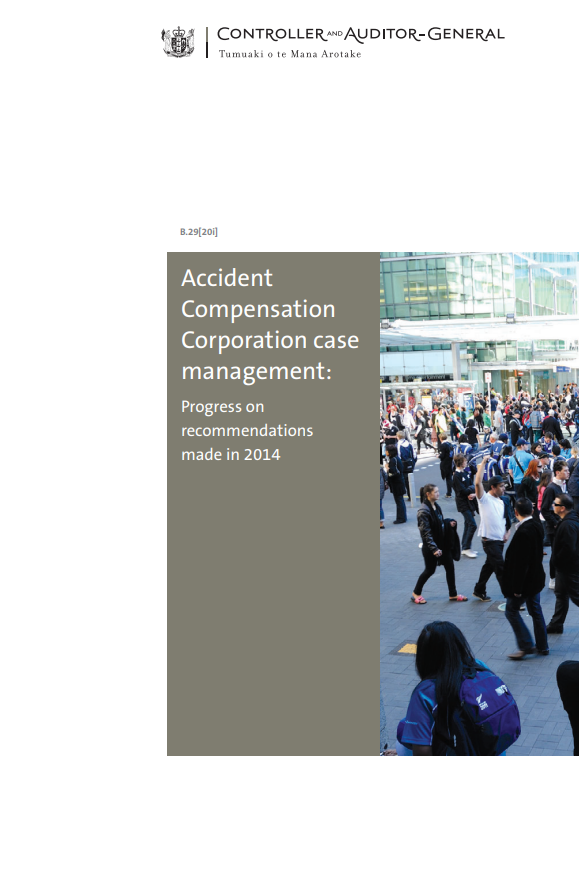 CONTROLLER AND AUDITOR-GENERAL
Tumuaki o te Mana Arotake
B.29[20i]
Accident
Compensation
Corporation case
management:
Progress on
recommendations
made in 2014